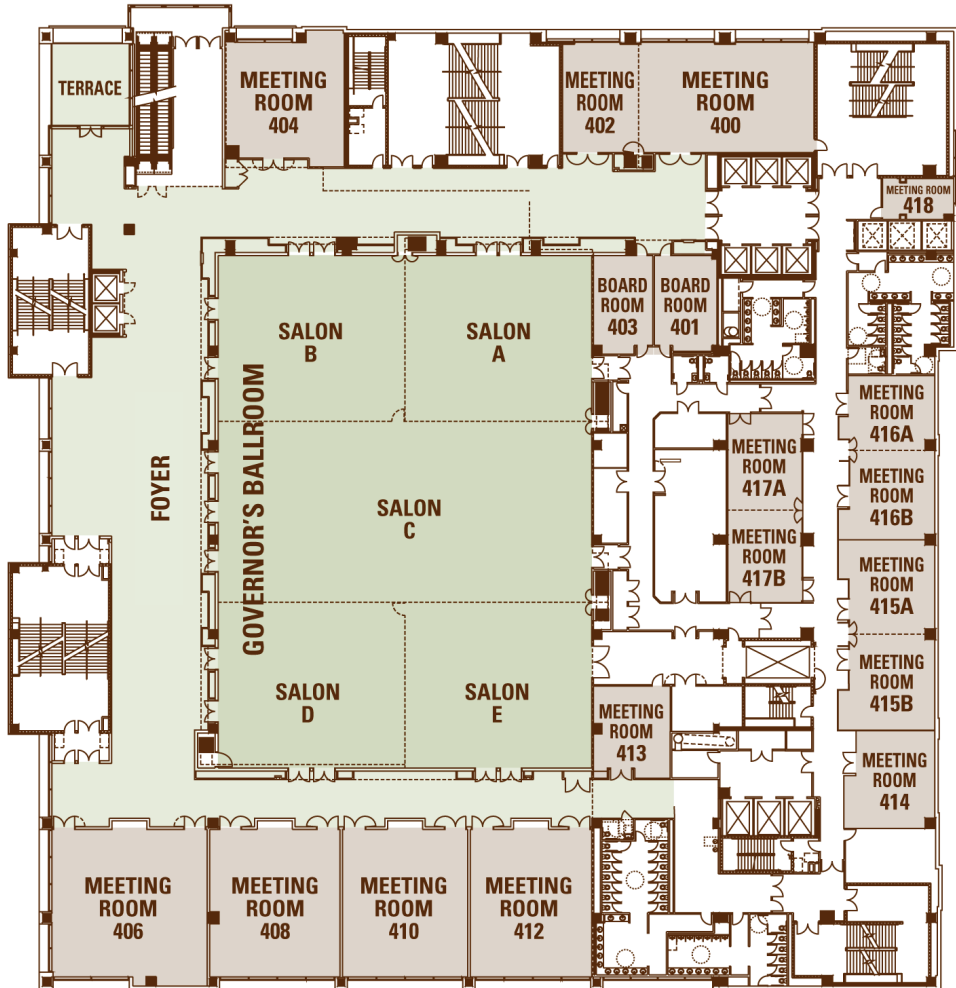 TERRACE
MEETING
ROOM
404
MEETING
ROOM
402
MEETING
ROOM
400
MEETING ROOM
418
BOARD
ROOM
403
BOARD
ROOM
401
SALON
B
SALON
A
MEETING
ROOM
416A
MEETING
ROOM
417A
MEETING
ROOM
416B
FOYER
GOVERNOR'S BALLROOM
SALON
C
MEETING
ROOM
417B
MEETING
ROOM
415A
MEETING
ROOM
415B
SALON
D
SALON
E
MEETING
ROOM
413
MEETING
ROOM
414
MEETING
ROOM
406
MEETING
ROOM
408
MEETING
ROOM
410
MEETING
ROOM
412